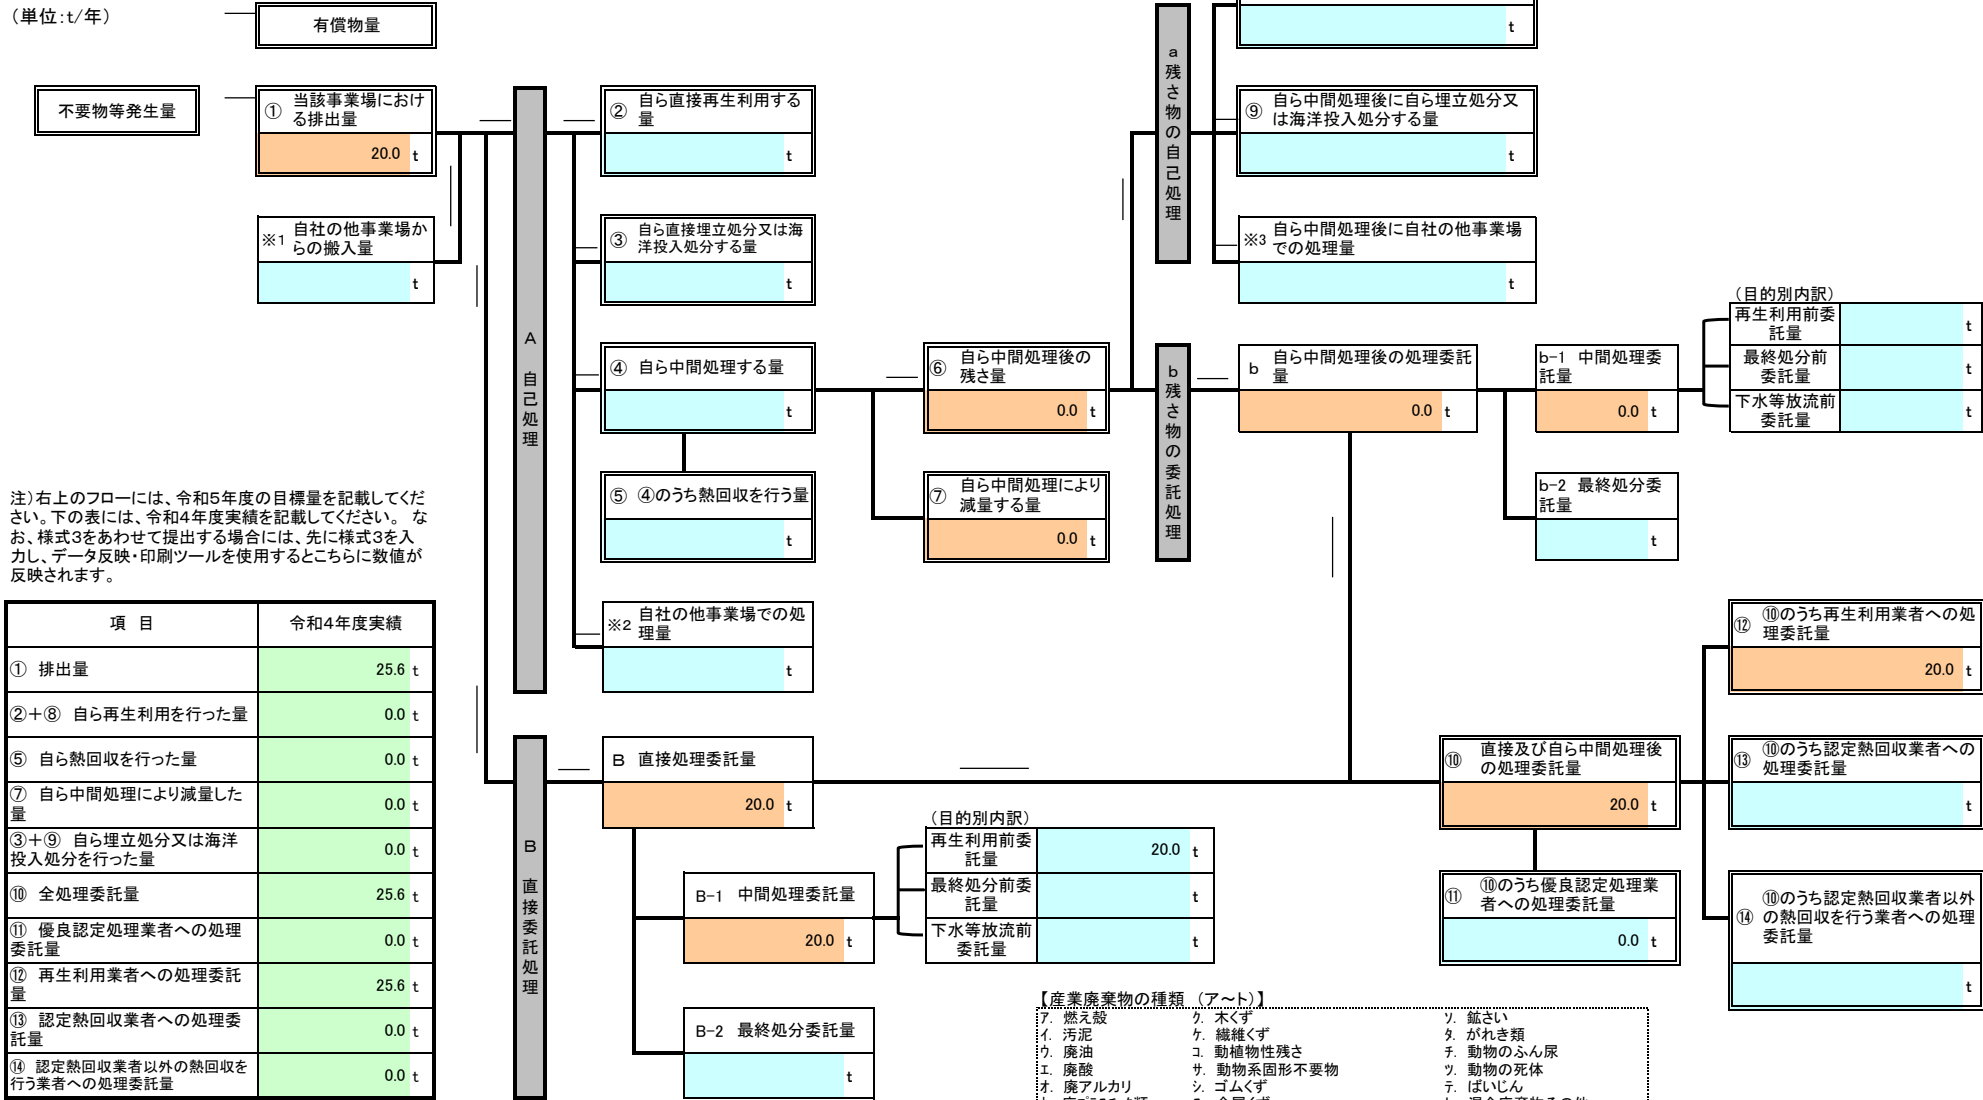 （単位:t/年）
有償物量
t
不要物等発生量
① 当該事業場におけ
る排出量
20.0 t
※1 自社の他事業場か
らの搬入量
t
A 自己処理
② 自ら直接再生利用する
量
t
③ 自ら直接埋立処分又は海
洋投入処分する量
t
④ 自ら中間処理する量
t
⑤ ④のうち熱回収を行う量
t
※2 自社の他事業場での処
理量
t
⑥ 自ら中間処理後の
残さ量
0.0 t
⑦ 自ら中間処理により
減量する量
0.0 t
a 残さ物の自己処理
⑨ 自ら中間処理後に自ら埋立処分又
は海洋投入処分する量
t
※3 自ら中間処理後に自社の他事業場
での処理量
t
b 残さ物の委託処理
b 自ら中間処理後の処理委託
量
0.0 t
b-1 中間処理委
託量
0.0 t
b-2 最終処分委
託量
t
（目的別内訳）
再生利用前委
託量
t
最終処分前
委託量
t
下水等放流前
委託量
t
注）右上のフローには、令和5年度の目標量を記載してくだ
さい。下の表には、令和4年度実績を記載してください。 な
お、様式3をあわせて提出する場合には、先に様式3を入
力し、データ反映・印刷ツールを使用するとこちらに数値が
反映されます。
項 目 令和4年度実績
① 排出量 25.6 t
②＋⑧ 自ら再生利用を行った量 0.0 t
⑤ 自ら熱回収を行った量 0.0 t
⑦ 自ら中間処理により減量した
量 0.0 t
③＋⑨ 自ら埋立処分又は海洋
投入処分を行った量 0.0 t
⑩ 全処理委託量 25.6 t
⑪ 優良認定処理業者への処理
委託量 0.0 t
⑫ 再生利用業者への処理委託
量 25.6 t
⑬ 認定熱回収業者への処理委
託量 0.0 t
⑭ 認定熱回収業者以外の熱回収を
行う業者への処理委託量 0.0 t
B 直接委託処理
B 直接処理委託量
20.0 t
B-1 中間処理委託量
20.0 t
B-2 最終処分委託量
t
（目的別内訳）
再生利用前委
託量
20.0 t
最終処分前委
託量
t
下水等放流前
委託量
t
⑩ 直接及び自ら中間処理後
の処理委託量
20.0 t
⑪ ⑩のうち優良認定処理業
者への処理委託量
0.0 t
⑫ ⑩のうち再生利用業者への処
理委託量
20.0 t
⑬ ⑩のうち認定熱回収業者への
処理委託量
t
⑭ ⑩のうち認定熱回収業者以外
の熱回収を行う業者への処理
委託量
t
【産業廃棄物の種類 （ア～ト）】
ア. 燃え殻 ク. 木くず ソ. 鉱さい
イ. 汚泥 ケ. 繊維くず タ. がれき類
ウ. 廃油 コ. 動植物性残さ チ. 動物のふん尿
エ. 廃酸 サ. 動物系固形不要物 ツ. 動物の死体
オ. 廃アルカリ シ. ゴムくず テ. ばいじん